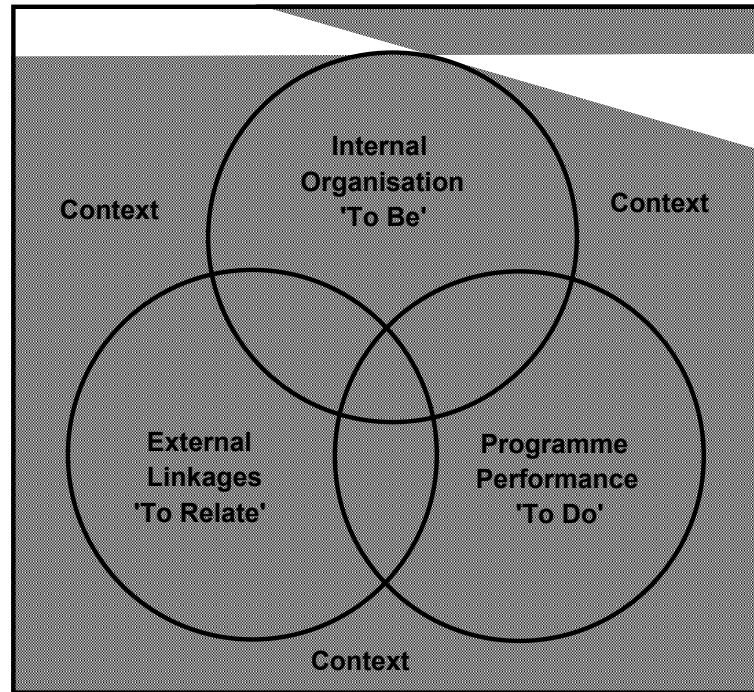 Internal
Organisation
'To Be'
Context
Context
External
Linkages
'To Relate'
Programme
Performance
'To Do'
Context